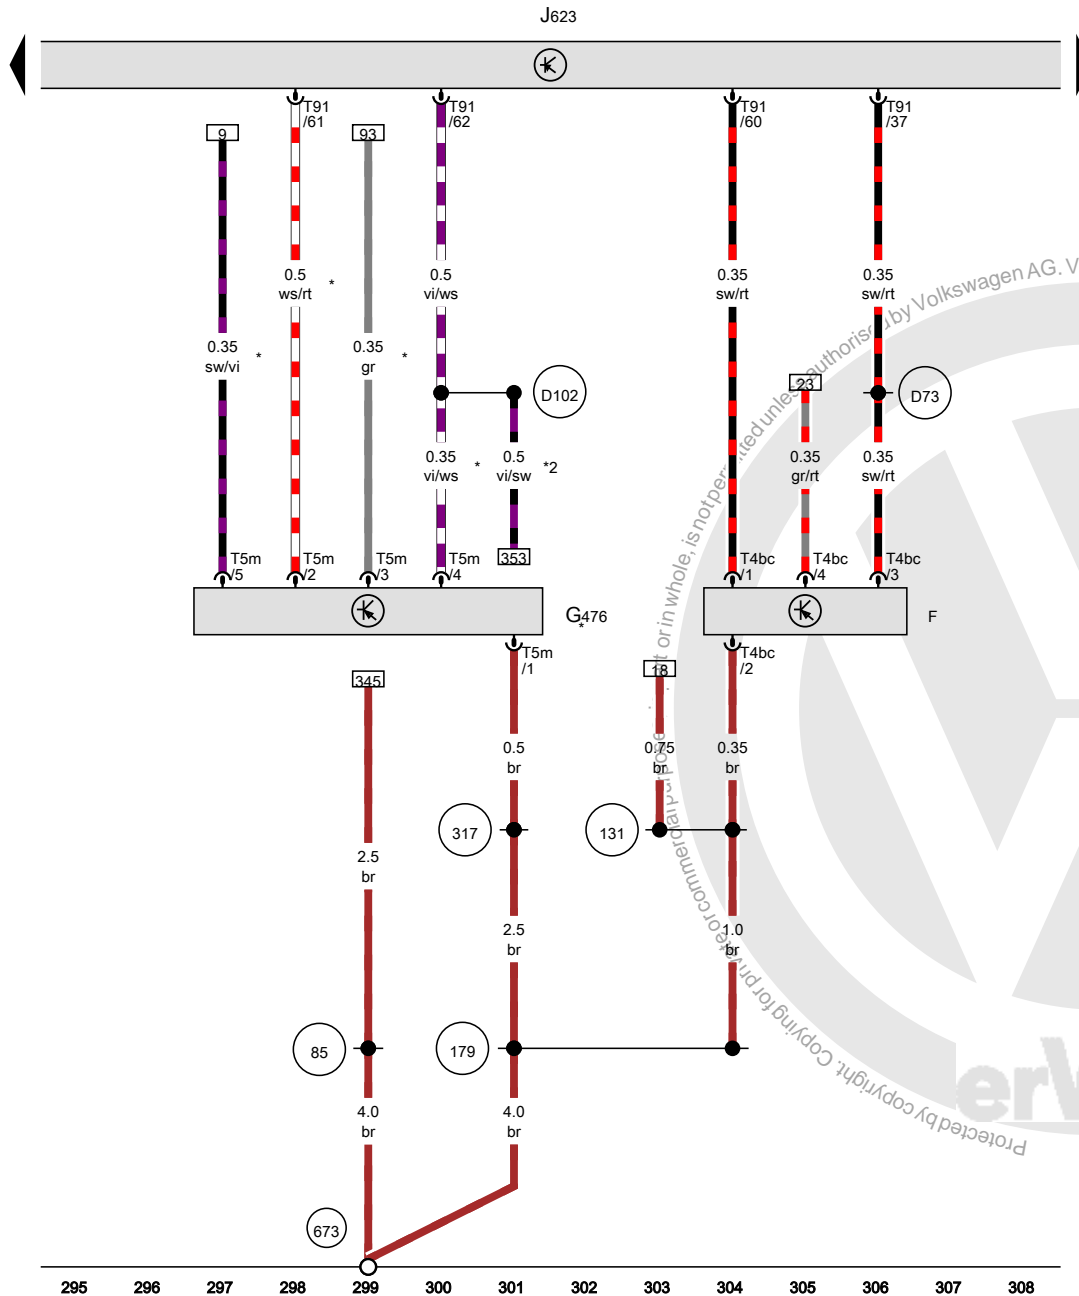 J623
T91
/61
T91
/62
T91
/60
T91
/37
9
93
0.5
ws/rt
*
0.5
vi/ws
0.35
sw/rt
0.35
sw/rt
0.35
sw/vi
*
0.35
gr
*
23
D102
D73
0.35
vi/ws
*
0.5
vi/sw
*2
0.35
gr/rt
0.35
sw/rt
353
T5m
/5
T5m
/2
T5m
/3
T5m
/4
T4bc
/1
T4bc
/4
T4bc
/3
G476
*
F
T5m
/1
T4bc
/2
345
18
0.5
br
0.75
br
0.35
br
317
131
2.5
br
2.5
br
1.0
br
85
179
4.0
br
4.0
br
673
295 296 297 298 299 300 301 302 303 304 305 306 307 308
Protected by copyright. Copying for private or commercial purposes, in part or in whole, is not permitted unless authorised by Volkswagen AG. V
erW